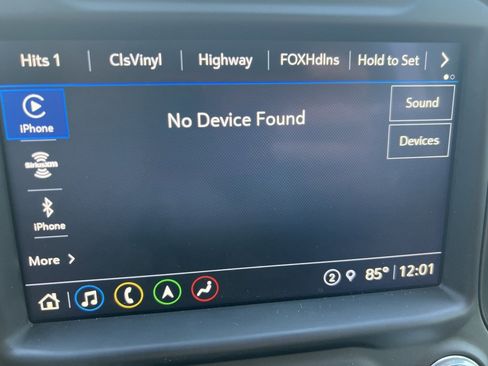 Hits 1 ClsVinyl Highway FOXHdlns Hold to Set
iPhone
No Device Found
Sound
SiriusXM
Devices
iPhone
More
2 85° 12:01